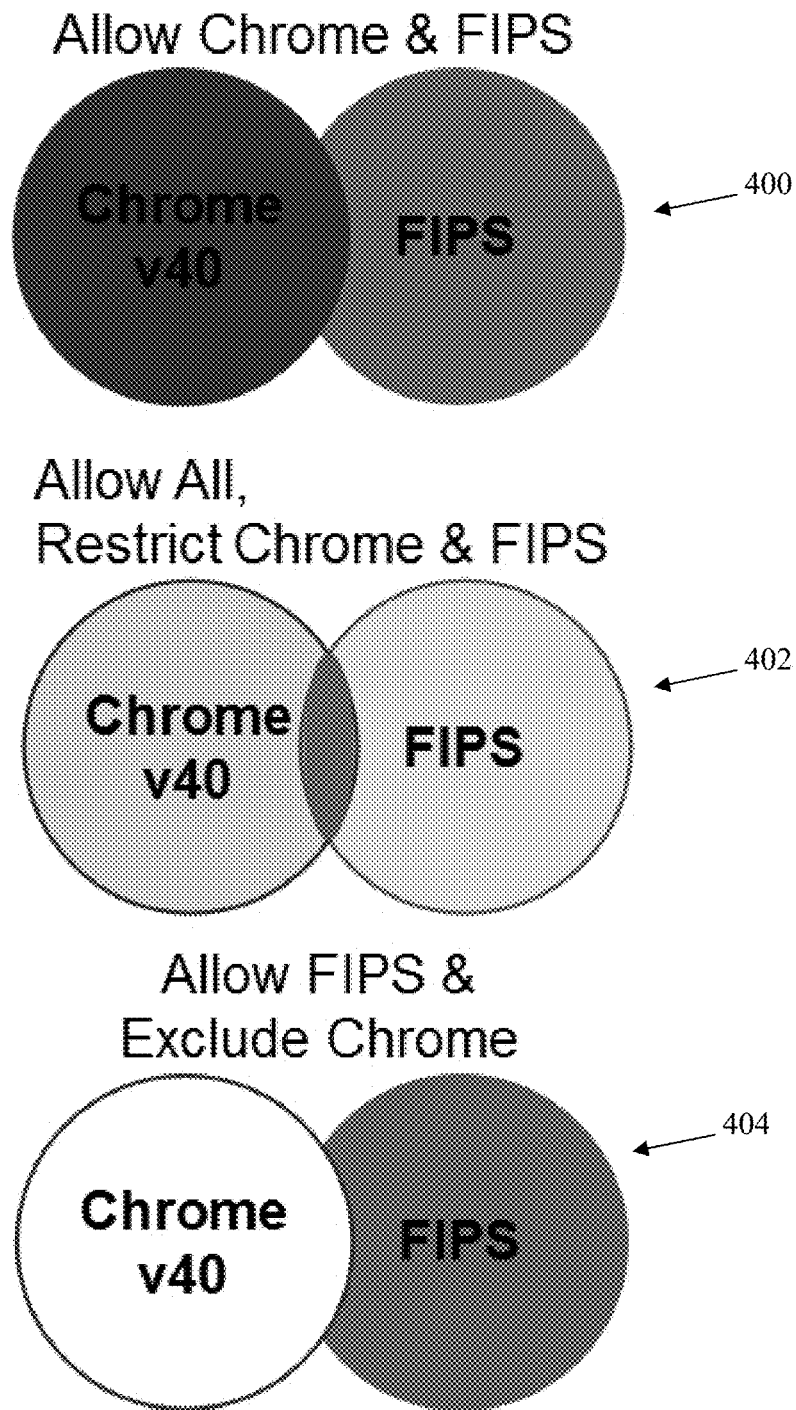 Allow Chrome & FIPS
Chrome
v40
FIPS
400
Allow All,
Restrict Chrome & FIPS
Chrome
v40
FIPS
402
Allow FIPS &
Exclude Chrome
Chrome
v40
FIPS
404